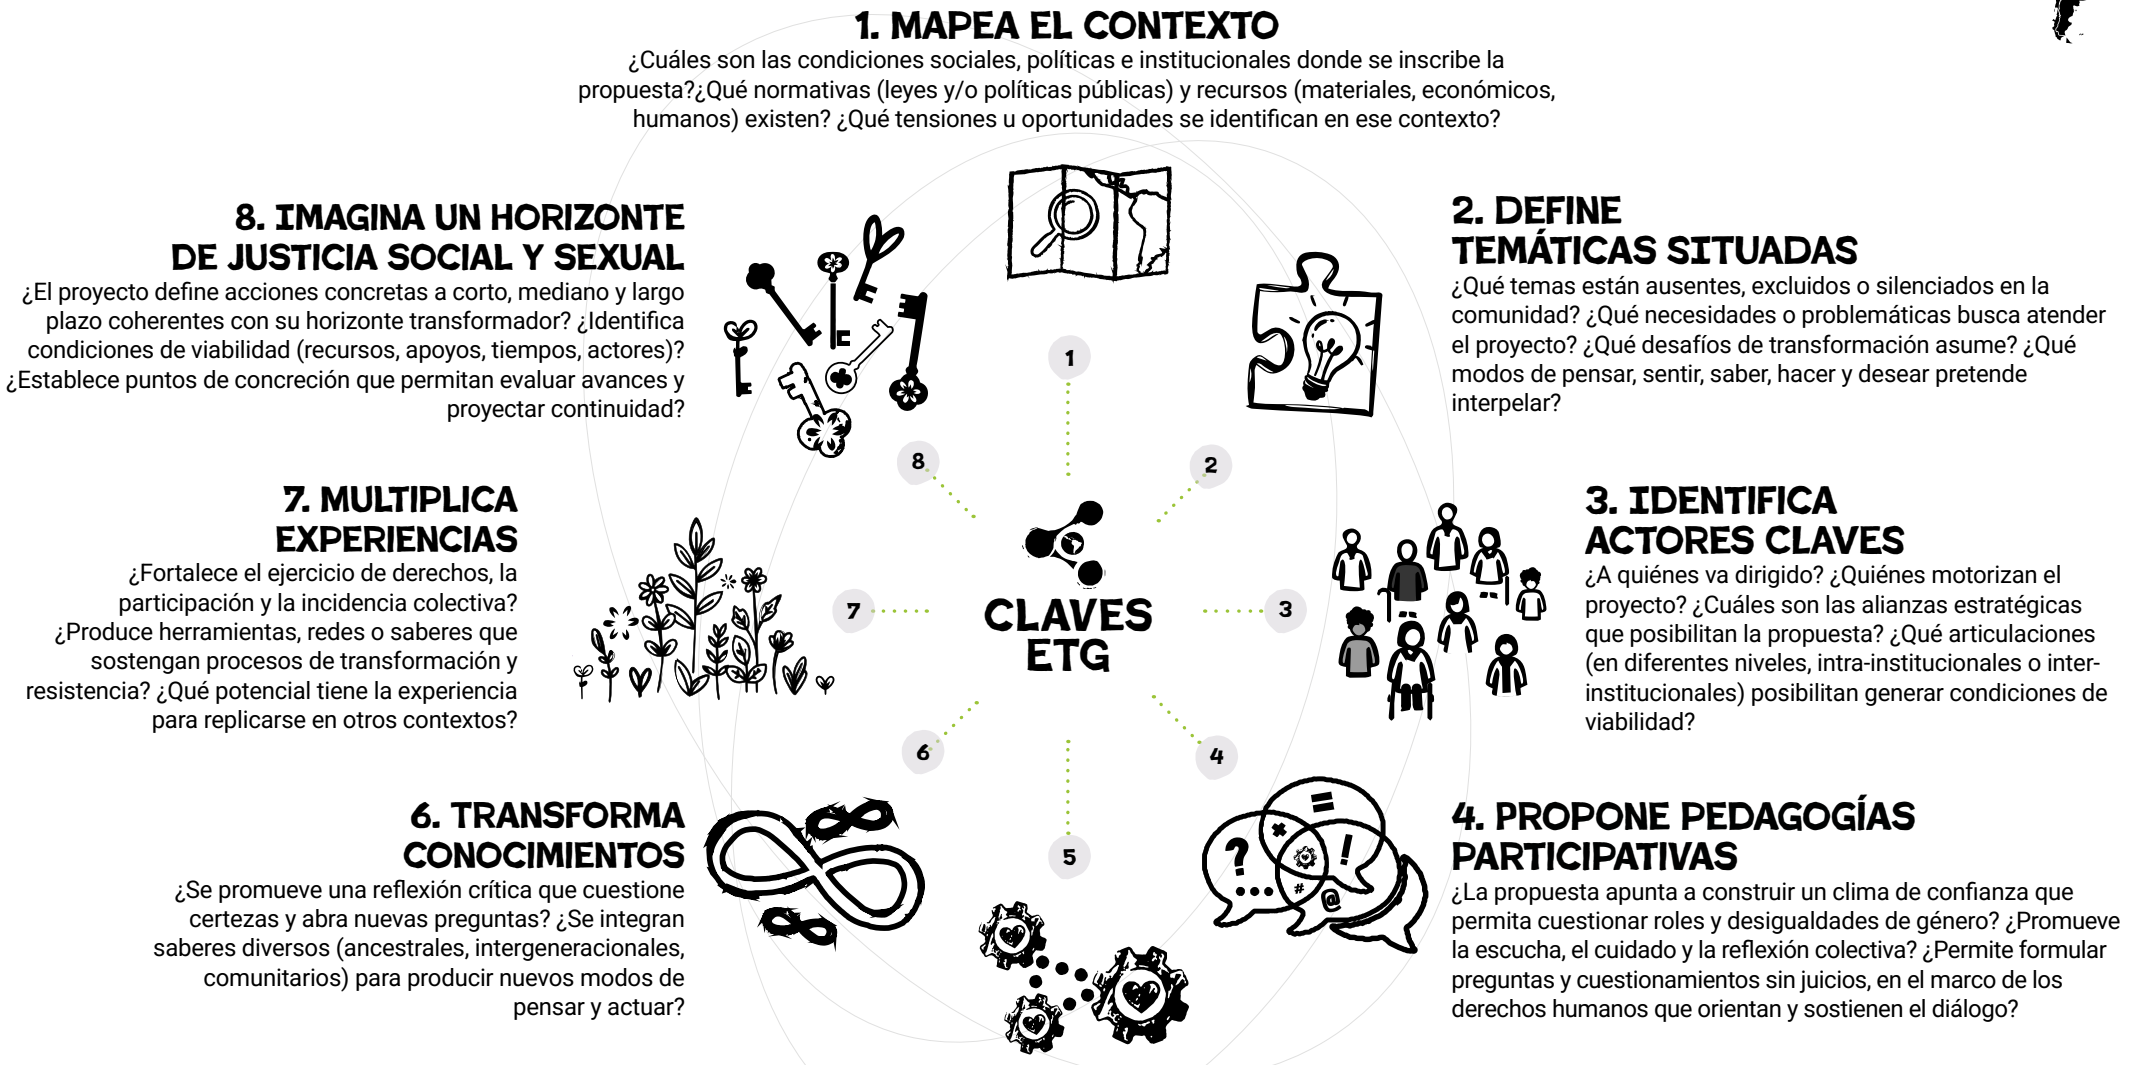 1. MAPEA EL CONTEXTO
¿Cuáles son las condiciones sociales, políticas e institucionales donde se inscribe la
propuesta?¿Qué normativas (leyes y/o políticas públicas) y recursos (materiales, económicos,
humanos) existen? ¿Qué tensiones u oportunidades se identifican en ese contexto?
2. DEFINE
TEMÁTICAS SITUADAS
¿Qué temas están ausentes, excluidos o silenciados en la
comunidad? ¿Qué necesidades o problemáticas busca atender
el proyecto? ¿Qué desafíos de transformación asume? ¿Qué
modos de pensar, sentir, saber, hacer y desear pretende
interpelar?
3. IDENTIFICA
ACTORES CLAVES
¿A quiénes va dirigido? ¿Quiénes motorizan el
proyecto? ¿Cuáles son las alianzas estratégicas
que posibilitan la propuesta? ¿Qué articulaciones
(en diferentes niveles, intra-institucionales o inter-
institucionales) posibilitan generar condiciones de
viabilidad?
4. PROPONE PEDAGOGÍAS
PARTICIPATIVAS
¿La propuesta apunta a construir un clima de confianza que
permita cuestionar roles y desigualdades de género? ¿Promueve
la escucha, el cuidado y la reflexión colectiva? ¿Permite formular
preguntas y cuestionamientos sin juicios, en el marco de los
derechos humanos que orientan y sostienen el diálogo?
6. TRANSFORMA
CONOCIMIENTOS
¿Se promueve una reflexión crítica que cuestione
certezas y abra nuevas preguntas? ¿Se integran
saberes diversos (ancestrales, intergeneracionales,
comunitarios) para producir nuevos modos de
pensar y actuar?
7. MULTIPLICA
EXPERIENCIAS
¿Fortalece el ejercicio de derechos, la
participación y la incidencia colectiva?
¿Produce herramientas, redes o saberes que
sostengan procesos de transformación y
resistencia? ¿Qué potencial tiene la experiencia
para replicarse en otros contextos?
8. IMAGINA UN HORIZONTE
DE JUSTICIA SOCIAL Y SEXUAL
¿El proyecto define acciones concretas a corto, mediano y largo
plazo coherentes con su horizonte transformador? ¿Identifica
condiciones de viabilidad (recursos, apoyos, tiempos, actores)?
¿Establece puntos de concreción que permitan evaluar avances y
proyectar continuidad?
CLAVES
ETG
1
2
3
4
5
6
7
8
=
?
...
!
#
@